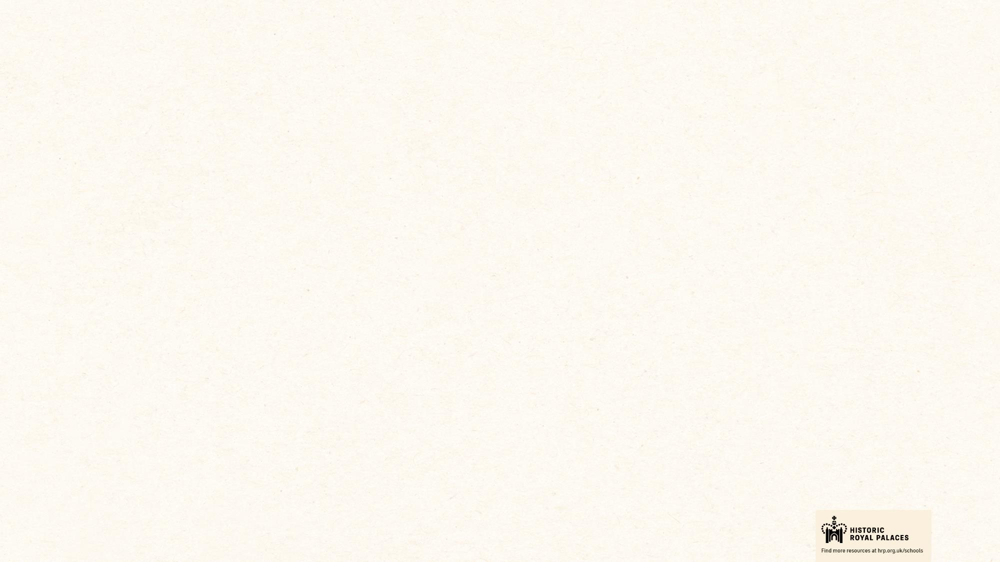 HISTORIC
ROYAL PALACES
Find more resources at hrp.org.uk/schools